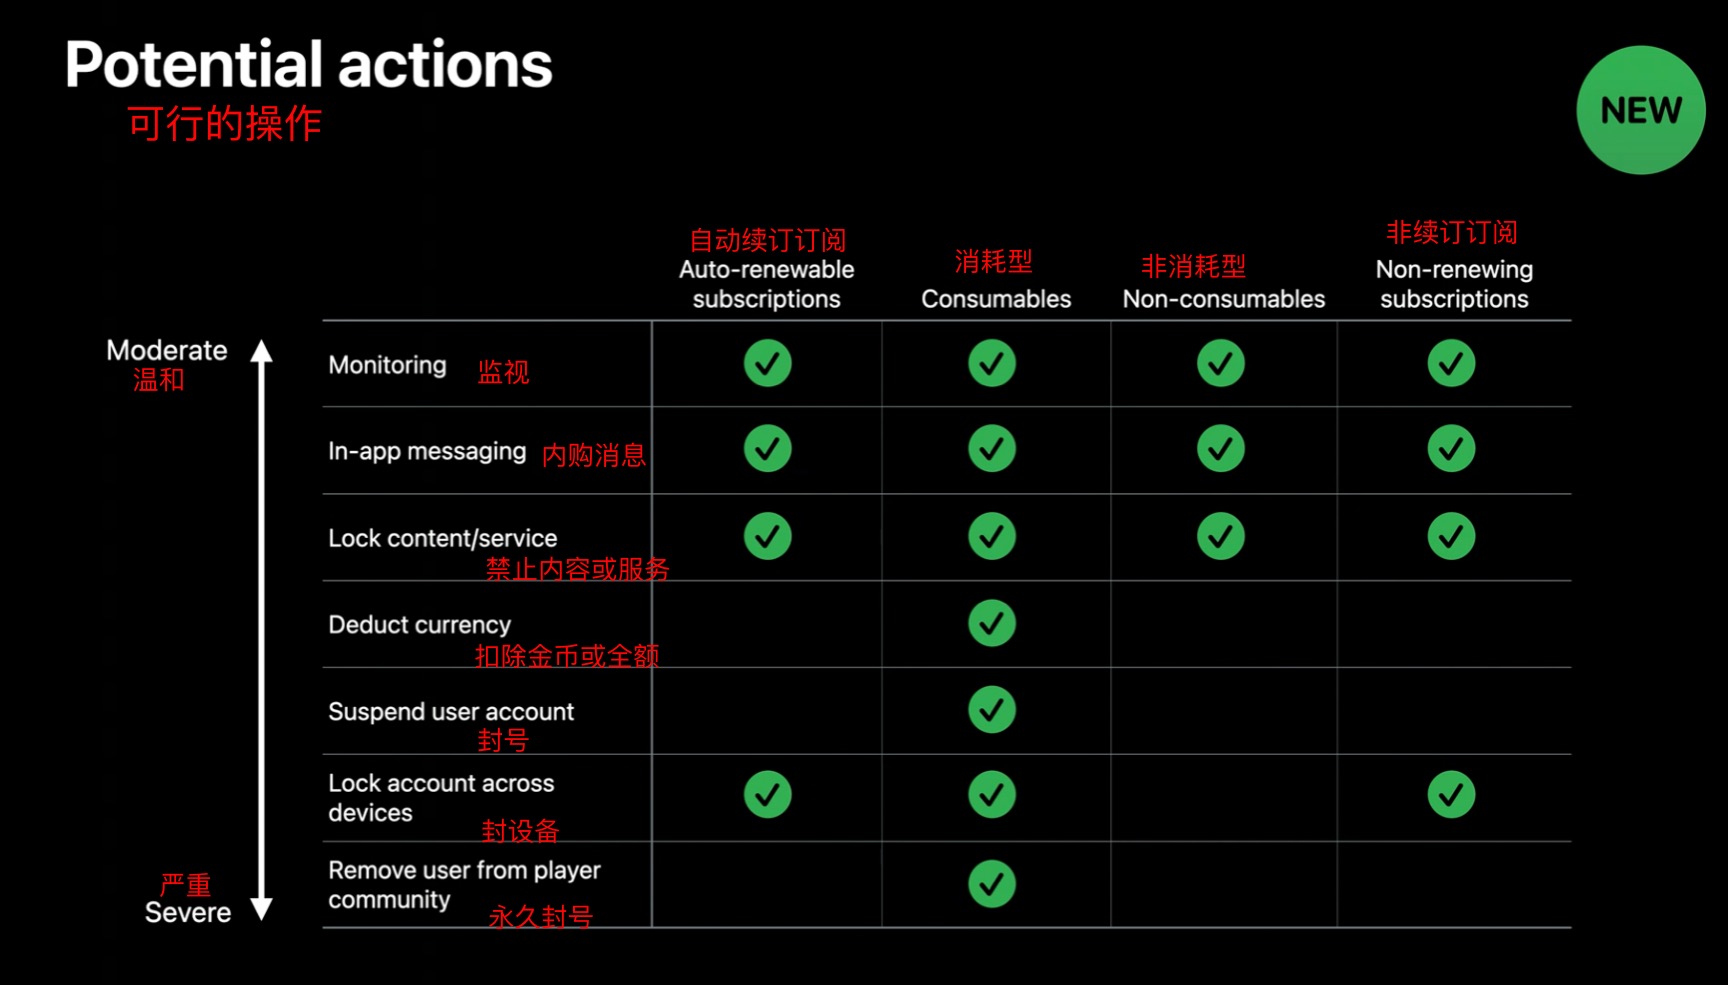 Potential actions
可行的操作
NEW
自动续订订阅
Auto-renewable
subscriptions
消耗型
Consumables
非消耗型
Non-consumables
非续订订阅
Non-renewing
subscriptions
Moderate
温和
Monitoring 监视
In-app messaging 内购消息
Lock content/service
禁止内容或服务
Deduct currency
扣除金币或全额
Suspend user account
封号
Lock account across
devices
封设备
Remove user from player
community
永久封号
严重
Severe